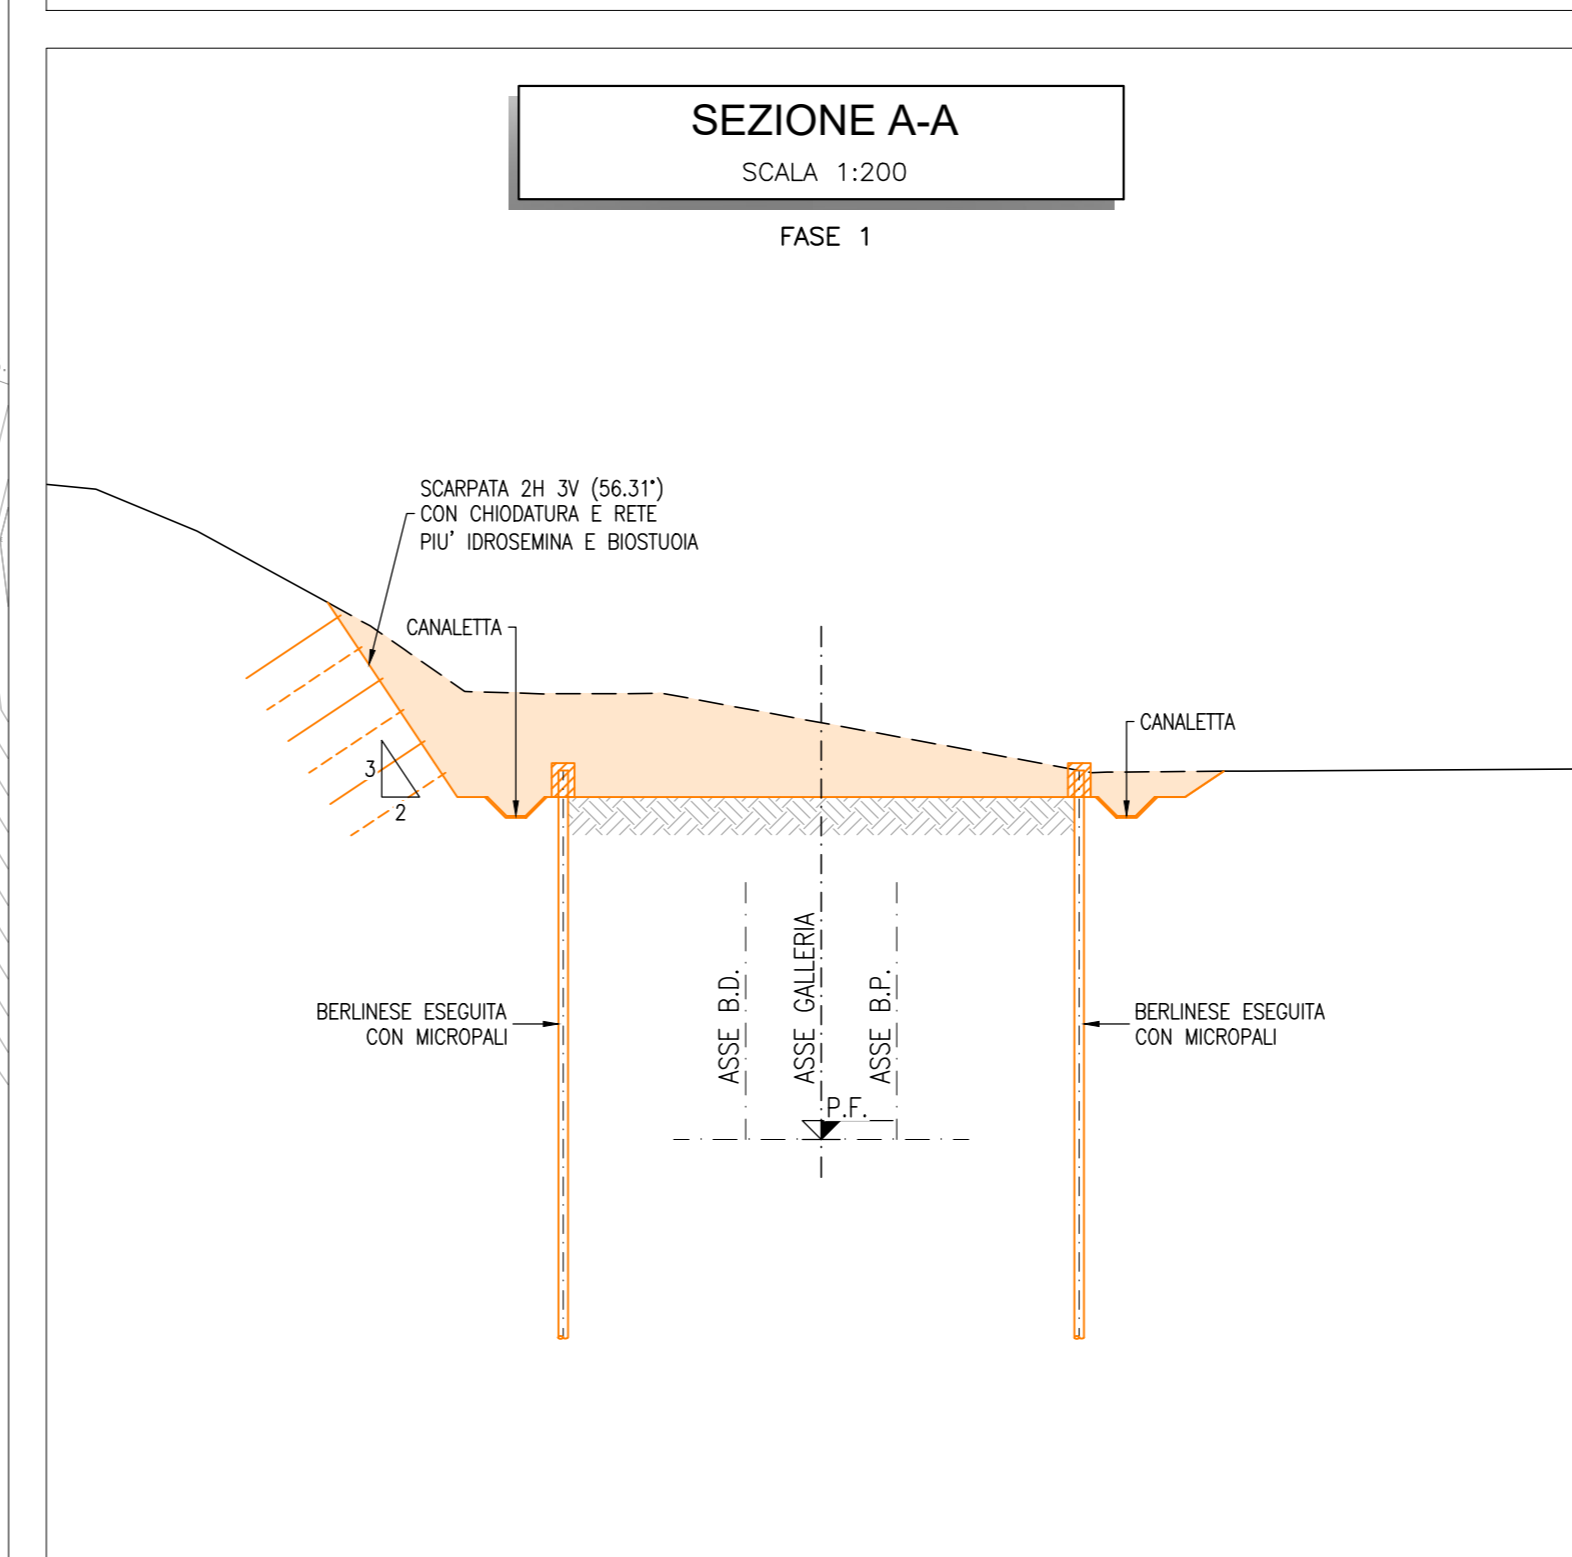 SEZIONE A-A
SCALA 1:200
FASE 1
SCARPATA 2H 3V (56.31°)
CON CHIODATURA E RETE
PIU' IDROSEMINA E BIOSTUOIA
CANALETTA
CANALETTA
3
2
BERLINESE ESEGUITA
CON MICROPALI
ASSE B.D.
ASSE GALLERIA
ASSE B.P.
P.F.
BERLINESE ESEGUITA
CON MICROPALI